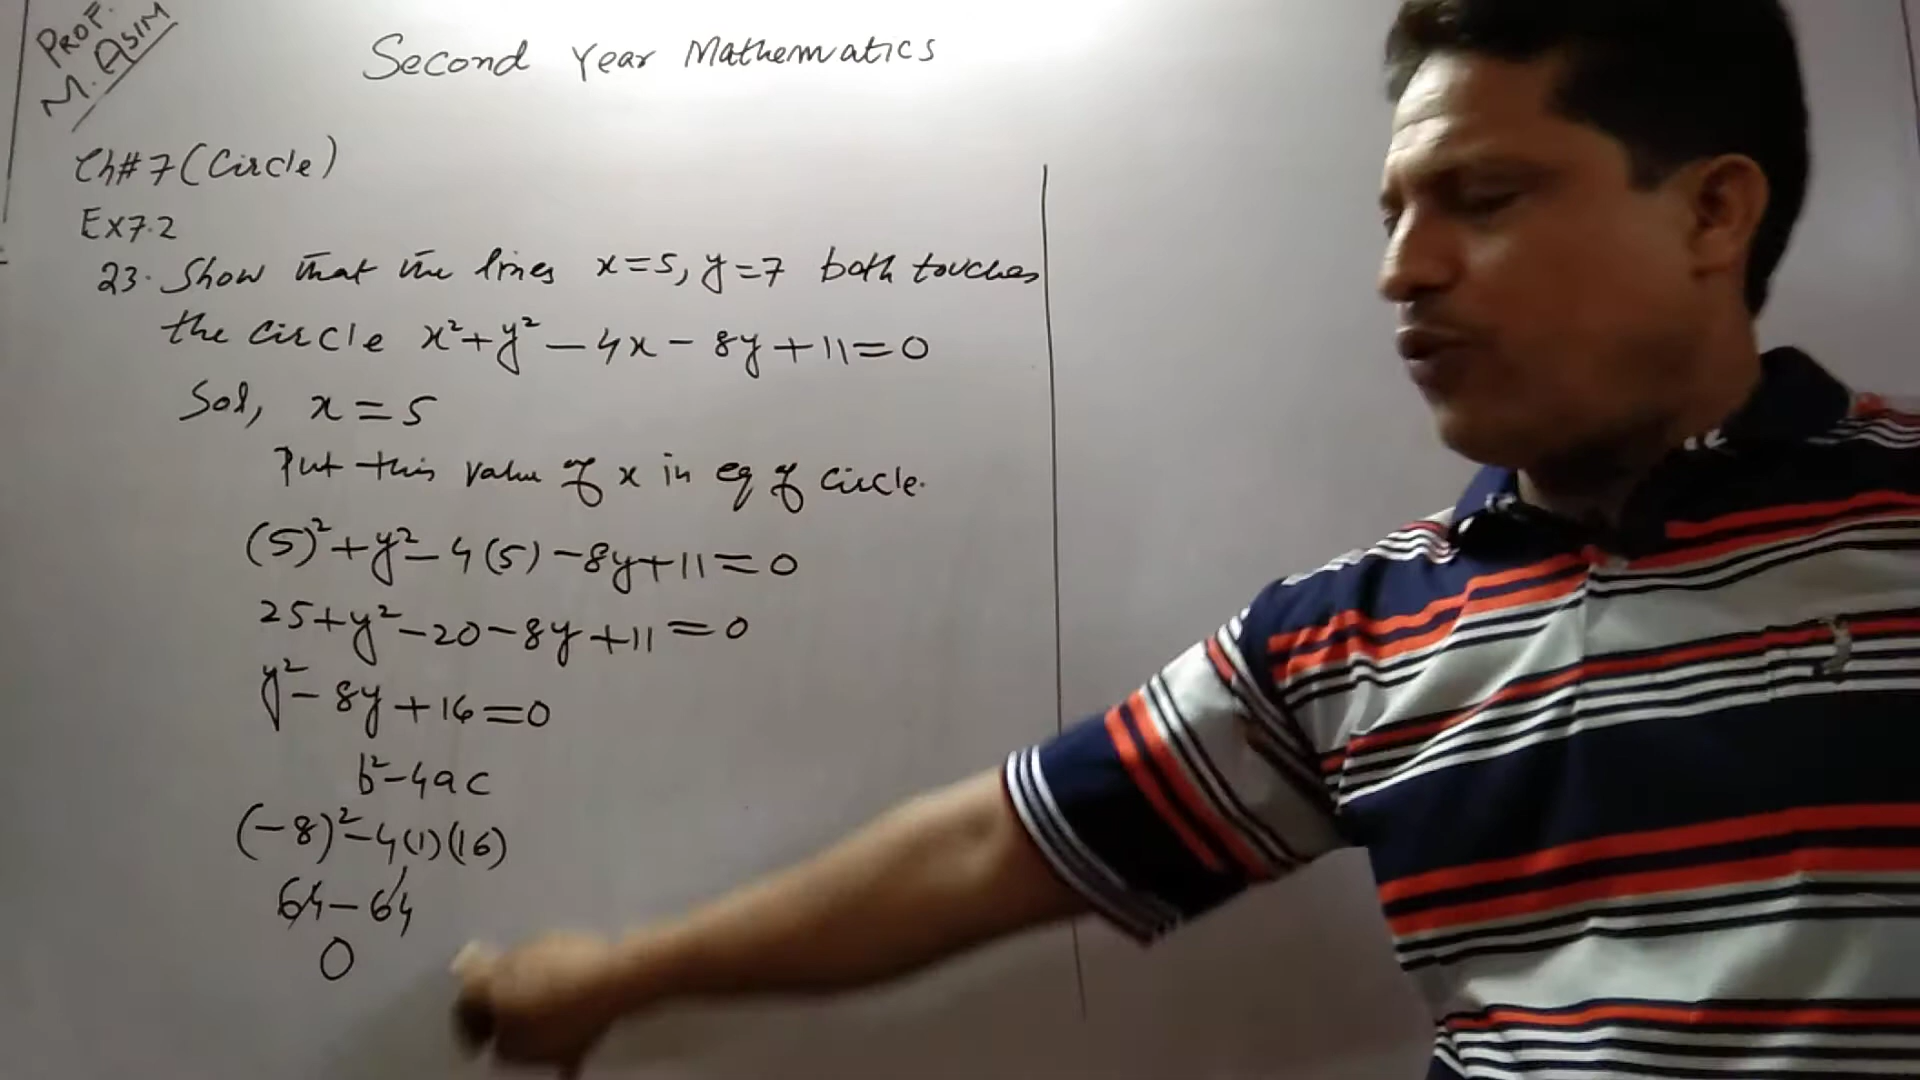 PROF.
M. ASIM
Second Year Mathematics
Ch# 7 (Circle)
EX7.2
23. Show that the lines x=5, y=7 both touches
the circle x²+y²-4x-8y+11=0
Sol, x=5
Put this value of x in eq of circle.
(5)²+y²-4(5)-8y+11=0
25+y²-20-8y+11=0
y²-8y+16=0
b²-4ac
(-8)²-4(1)(16)
64-64
0